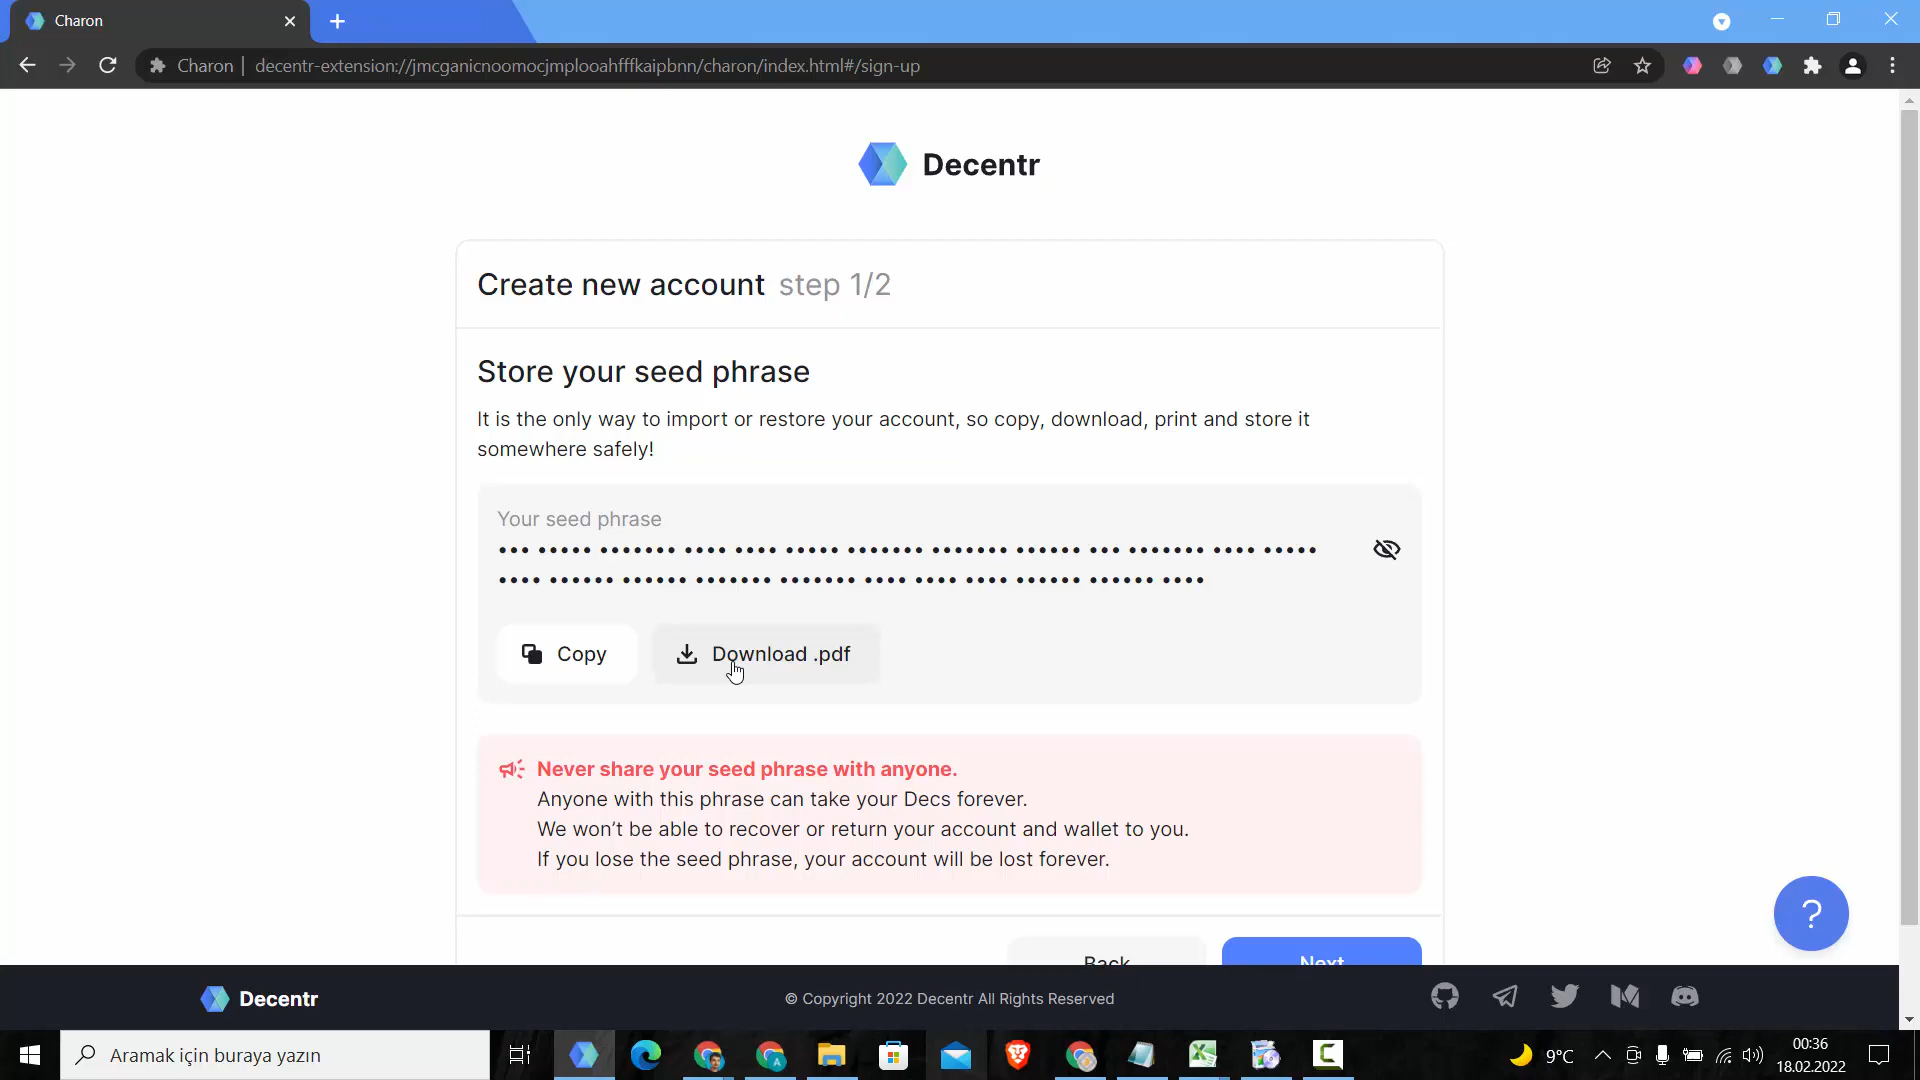 Charon
Charon | decentr-extension://jmcganicnoomocjmplooahfffkaipbnn/charon/index.html#/sign-up
Decentr
Create new account step 1/2
Store your seed phrase
It is the only way to import or restore your account, so copy, download, print and store it
somewhere safely!
Your seed phrase
••• ••••• ••••••• •••• •••• ••••• ••••••• ••••••• •••••• ••• ••••••• •••• •••••
•••• •••••• •••••• ••••••• ••••••• •••• •••• •••• •••••• •••••• ••••
Copy
Download .pdf
Never share your seed phrase with anyone.
Anyone with this phrase can take your Decs forever.
We won't be able to recover or return your account and wallet to you.
If you lose the seed phrase, your account will be lost forever.
?
Back
Next
Decentr
© Copyright 2022 Decentr All Rights Reserved
Aramak için buraya yazın
9°C
00:36
18.02.2022